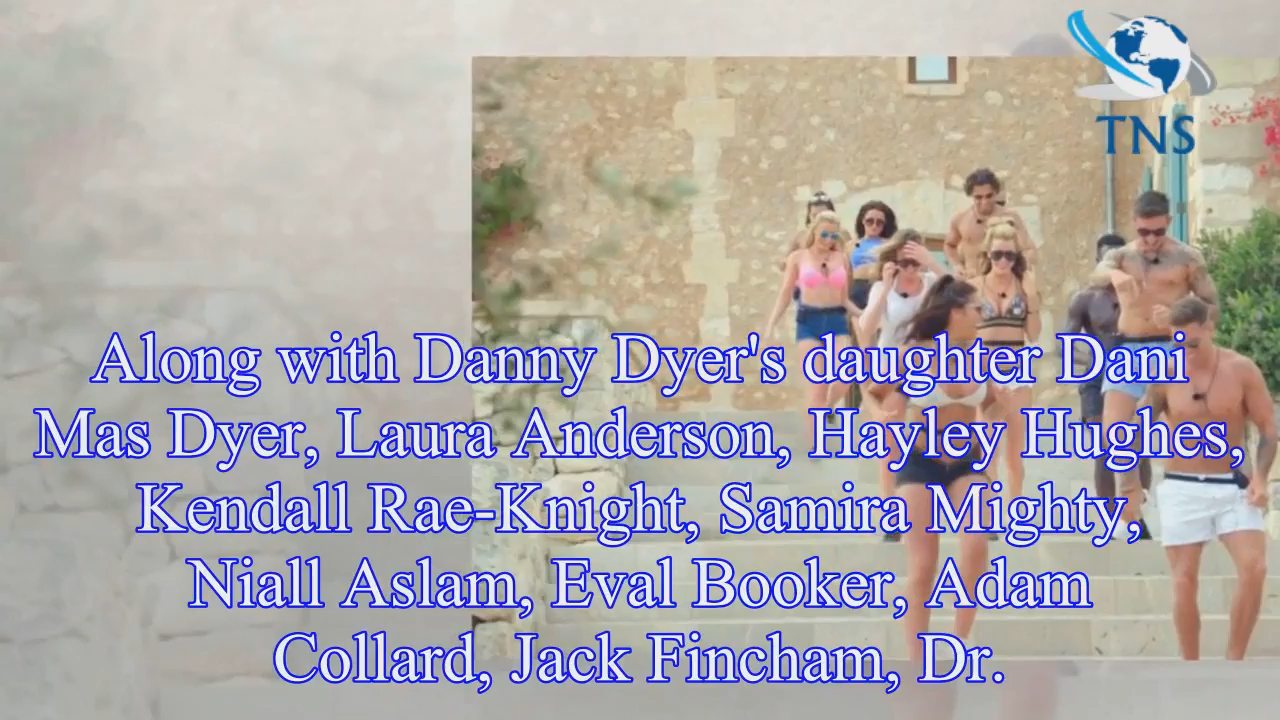 TNS
Along with Danny Dyer's daughter Dani
Mas Dyer, Laura Anderson, Hayley Hughes,
Kendall Rae-Knight, Samira Mighty,
Niall Aslam, Eval Booker, Adam
Collard, Jack Fincham, Dr.